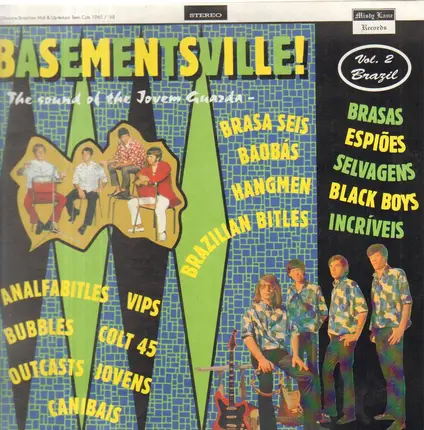 STEREO
Misty Lane
Records
BASEMENTSVILLE!
Vol. 2
Brazil
The sound of the Jovem Guarda -
BRASA SEIS
BAOBÁS
HANGMEN
BRAZILIAN BITLES
BRASAS
ESPIÕES
SELVAGENS
BLACK BOYS
INCRÍVEIS
ANALFABITLES
VIPS
BUBBLES
COLT 45
OUTCASTS
JOVENS
CANIBAIS